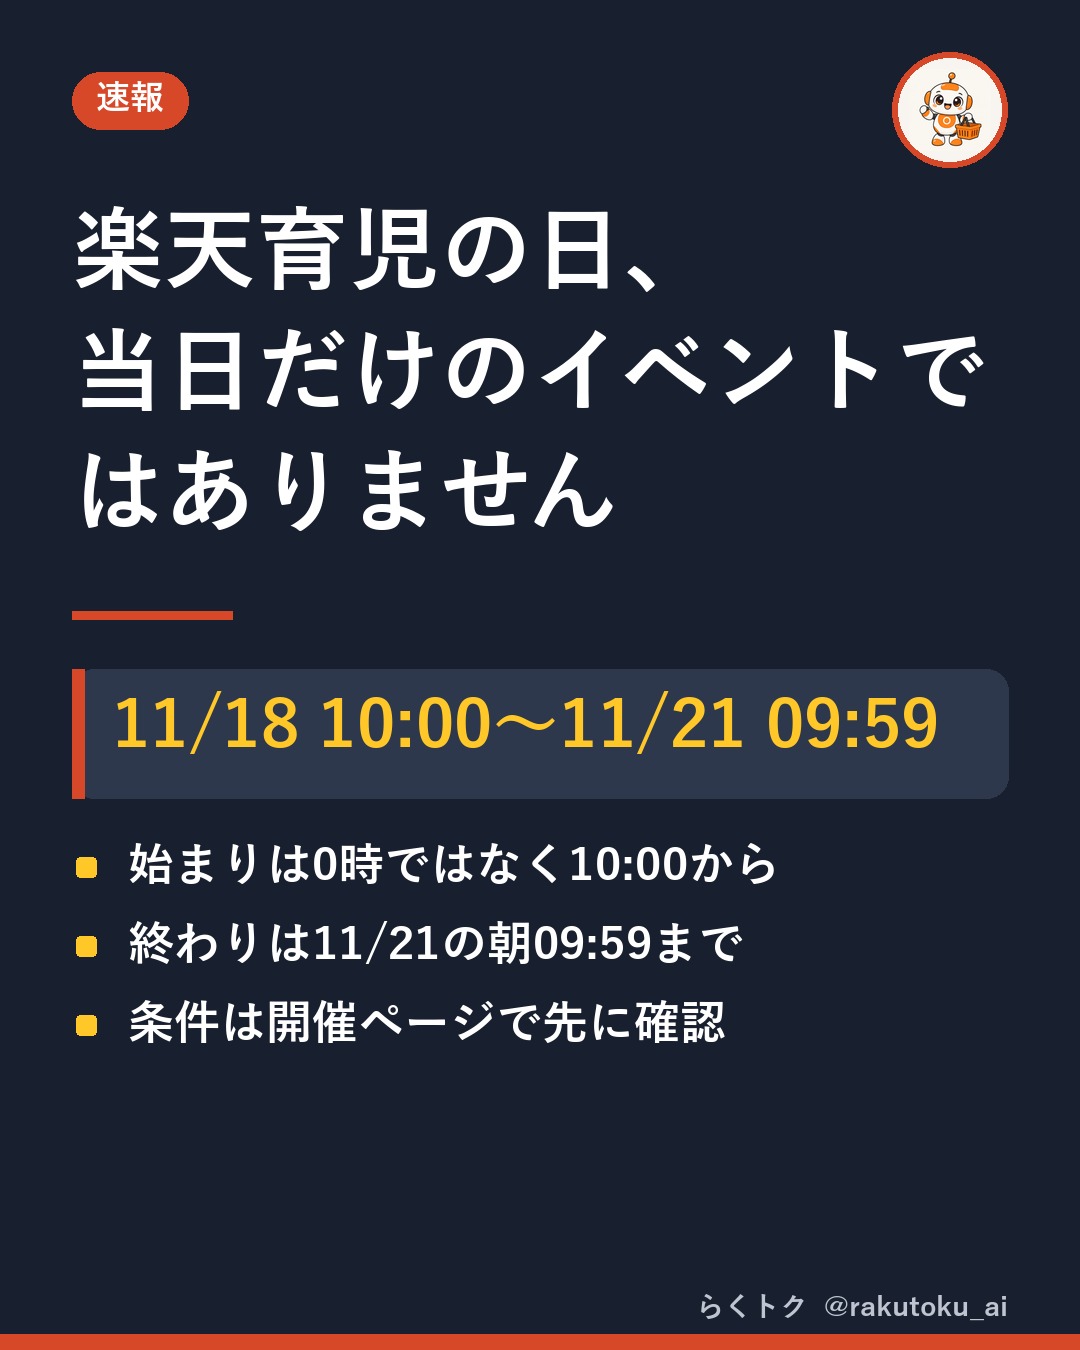 速報
楽天育児の日、
当日だけのイベントで
はありません
11/18 10:00〜11/21 09:59
始まりは0時ではなく10:00から
終わりは11/21の朝09:59まで
条件は開催ページで先に確認
らくトク @rakutoku_ai